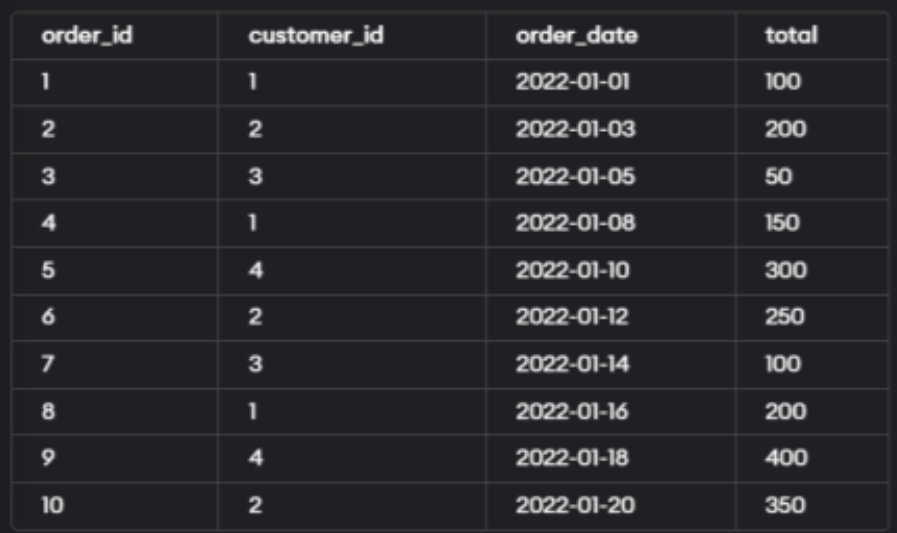 order_id customer_id order_date total
1 1 2022-01-01 100
2 2 2022-01-03 200
3 3 2022-01-05 50
4 1 2022-01-08 150
5 4 2022-01-10 300
6 2 2022-01-12 250
7 3 2022-01-14 100
8 1 2022-01-16 200
9 4 2022-01-18 400
10 2 2022-01-20 350